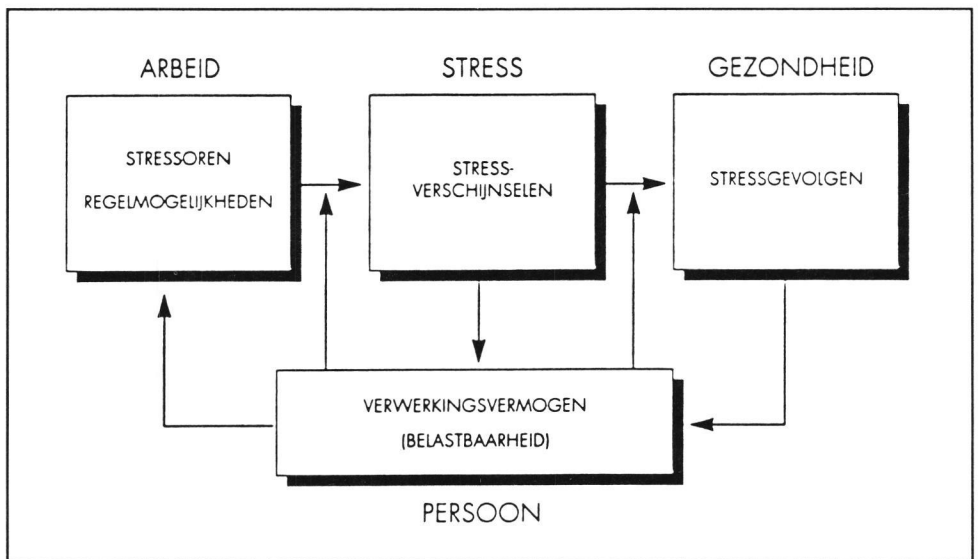 ARBEID
STRESS
GEZONDHEID
STRESSOREN
REGELMOGELIJKHEDEN
STRESS-
VERSCHIJNSELEN
STRESSGEVOLGEN
VERWERKINGSVERMOGEN
(BELASTBAARHEID)
PERSOON